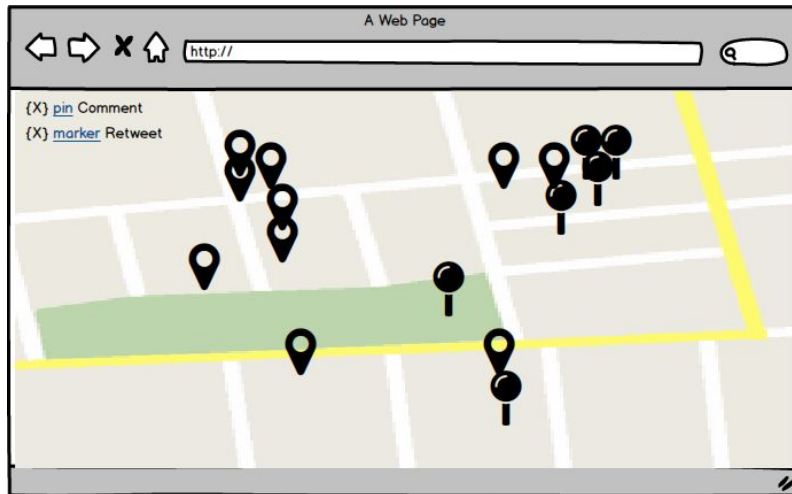 A Web Page
http://
{X} pin Comment
{X} marker Retweet